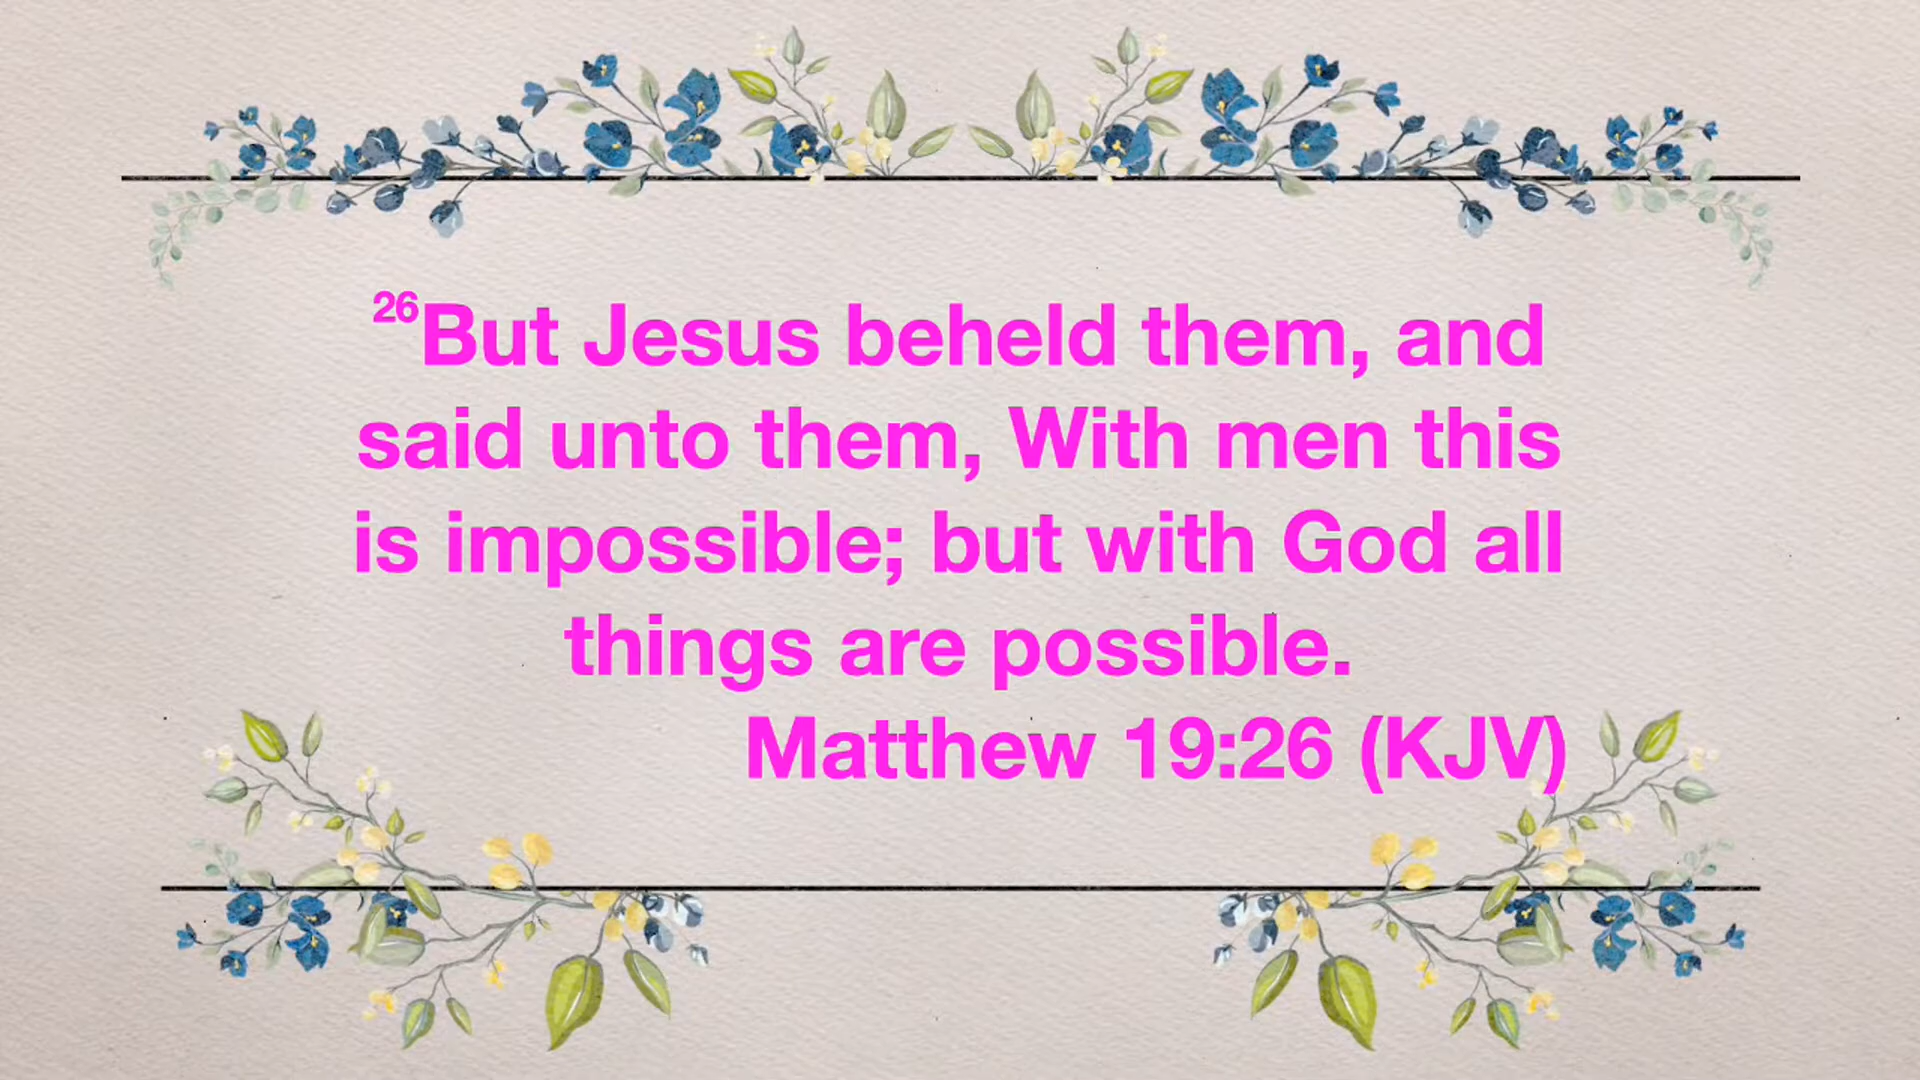 26But Jesus beheld them, and
said unto them, With men this
is impossible; but with God all
things are possible.
Matthew 19:26 (KJV)